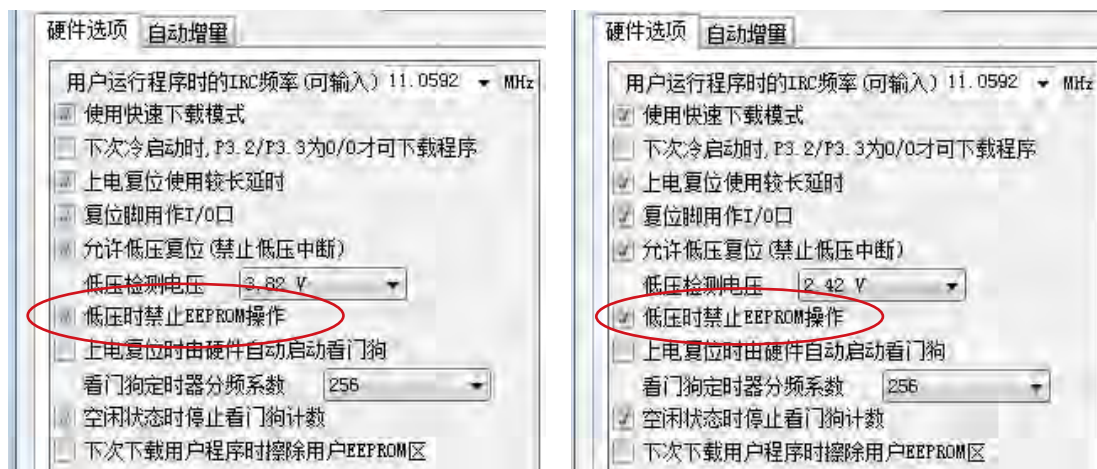 硬件选项 自动增量
用户运行程序时的IRC频率(可输入) 11.0592 MHz
使用快速下载模式
下次冷启动时,P3.2/P3.3为0/0才可下载程序
上电复位使用较长延时
复位脚用作I/O口
允许低压复位(禁止低压中断)
低压检测电压 3.82 V
低压时禁止EEPROM操作
上电复位时由硬件自动启动看门狗
看门狗定时器分频系数 256
空闲状态时停止看门狗计数
下次下载用户程序时擦除用户EEPROM区
硬件选项 自动增量
用户运行程序时的IRC频率(可输入) 11.0592 MHz
使用快速下载模式
下次冷启动时,P3.2/P3.3为0/0才可下载程序
上电复位使用较长延时
复位脚用作I/O口
允许低压复位(禁止低压中断)
低压检测电压 2.42 V
低压时禁止EEPROM操作
上电复位时由硬件自动启动看门狗
看门狗定时器分频系数 256
空闲状态时停止看门狗计数
下次下载用户程序时擦除用户EEPROM区